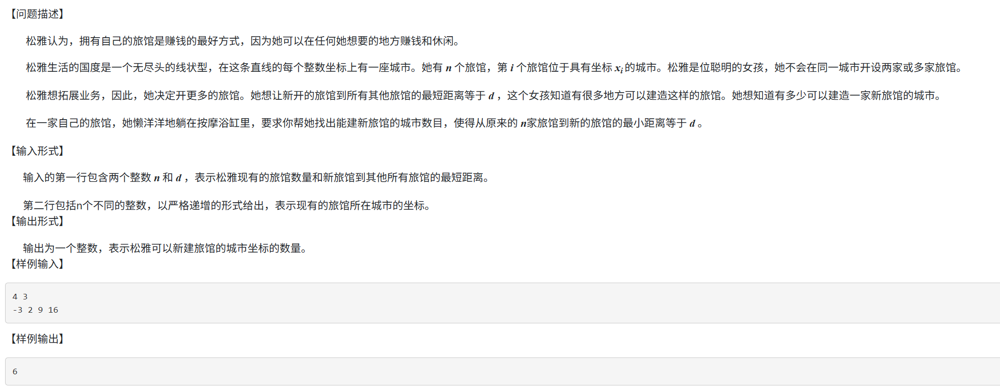 【问题描述】
松雅认为，拥有自己的旅馆是赚钱的最好方式，因为她可以在任何她想要的地方赚钱和休闲。
松雅生活的国度是一个无尽头的线状型，在这条直线的每个整数坐标上有一座城市。她有 n 个旅馆，第 i 个旅馆位于具有坐标 xi 的城市。松雅是位聪明的女孩，她不会在同一城市开设两家或多家旅馆。
松雅想拓展业务，因此，她决定开更多的旅馆。她想让新开的旅馆到所有其他旅馆的最短距离等于 d ，这个女孩知道有很多地方可以建造这样的旅馆。她想知道有多少可以建造一家新旅馆的城市。
在一家自己的旅馆，她懒洋洋地躺在按摩浴缸里，要求你帮她找出能建新旅馆的城市数目，使得从原来的 n家旅馆到新的旅馆的最小距离等于 d 。
【输入形式】
输入的第一行包含两个整数 n 和 d ，表示松雅现有的旅馆数量和新旅馆到其他所有旅馆的最短距离。
第二行包括n个不同的整数，以严格递增的形式给出，表示现有的旅馆所在城市的坐标。
【输出形式】
输出为一个整数，表示松雅可以新建旅馆的城市坐标的数量。
【样例输入】
4 3
-3 2 9 16
【样例输出】
6